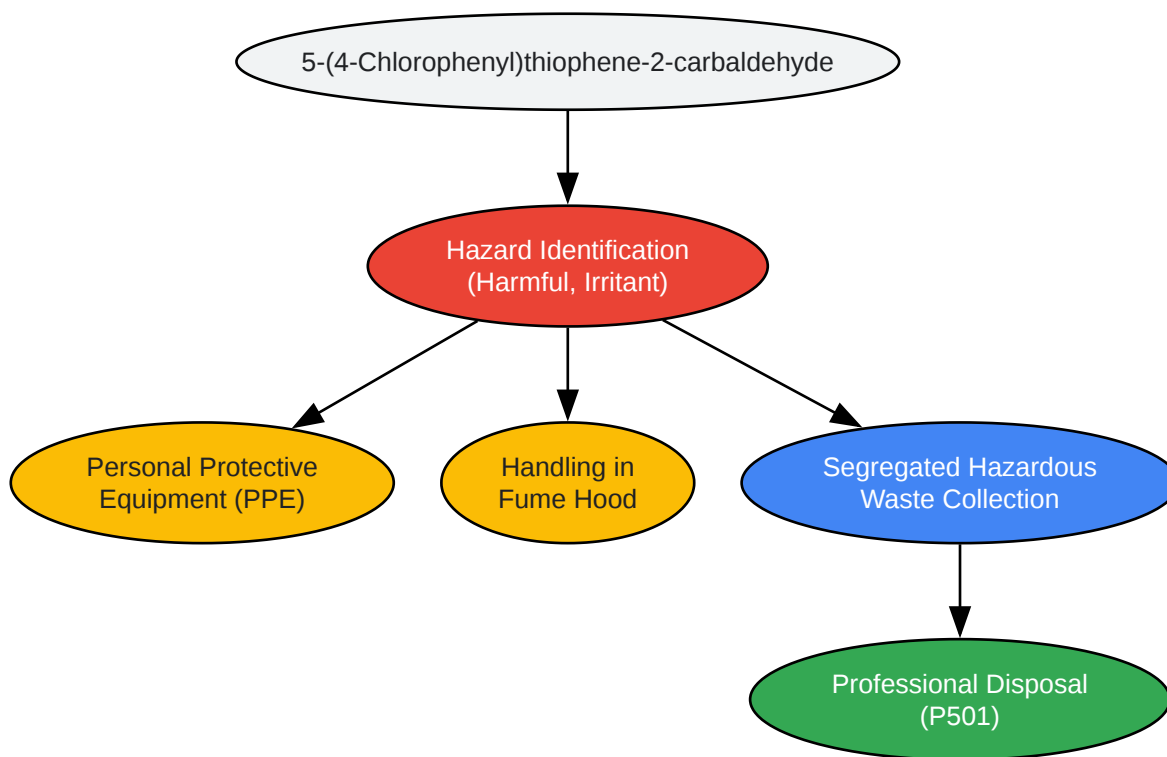 5-(4-Chlorophenyl)thiophene-2-carbaldehyde
Hazard Identification
(Harmful, Irritant)
Personal Protective
Equipment (PPE)
Handling in
Fume Hood
Segregated Hazardous
Waste Collection
Professional Disposal
(P501)